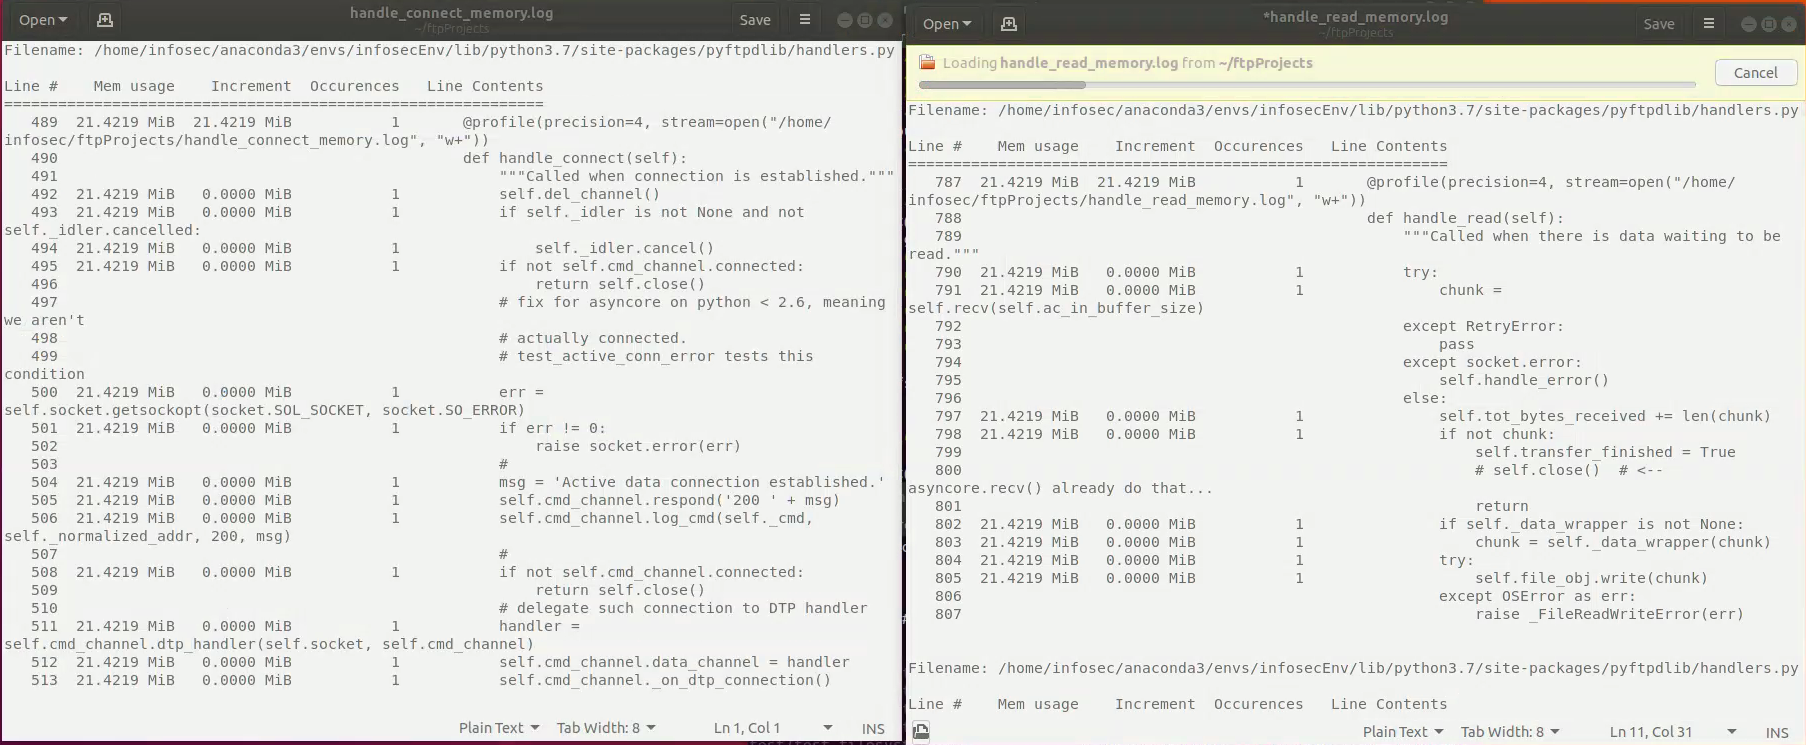 Open
handle_connect_memory.log
~/ftpProjects
Save
Filename: /home/infosec/anaconda3/envs/infosecEnv/lib/python3.7/site-packages/pyftpdlib/handlers.py
Line #    Mem usage    Increment  Occurences   Line Contents
============================================================
489  21.4219 MiB  21.4219 MiB           1       @profile(precision=4, stream=open("/home/
infosec/ftpProjects/handle_connect_memory.log", "w+"))
490                                             def handle_connect(self):
491                                                 """Called when connection is established."""
492  21.4219 MiB   0.0000 MiB           1           self.del_channel()
493  21.4219 MiB   0.0000 MiB           1           if self._idler is not None and not
self._idler.cancelled:
494  21.4219 MiB   0.0000 MiB           1               self._idler.cancel()
495  21.4219 MiB   0.0000 MiB           1           if not self.cmd_channel.connected:
496                                                     return self.close()
497                                                 # fix for asyncore on python < 2.6, meaning
we aren't
498                                                 # actually connected.
499                                                 # test_active_conn_error tests this
condition
500  21.4219 MiB   0.0000 MiB           1           err =
self.socket.getsockopt(socket.SOL_SOCKET, socket.SO_ERROR)
501  21.4219 MiB   0.0000 MiB           1           if err != 0:
502                                                     raise socket.error(err)
503                                                 #
504  21.4219 MiB   0.0000 MiB           1           msg = 'Active data connection established.'
505  21.4219 MiB   0.0000 MiB           1           self.cmd_channel.respond('200 ' + msg)
506  21.4219 MiB   0.0000 MiB           1           self.cmd_channel.log_cmd(self._cmd,
self._normalized_addr, 200, msg)
507                                                 #
508  21.4219 MiB   0.0000 MiB           1           if not self.cmd_channel.connected:
509                                                     return self.close()
510                                                 # delegate such connection to DTP handler
511  21.4219 MiB   0.0000 MiB           1           handler =
self.cmd_channel.dtp_handler(self.socket, self.cmd_channel)
512  21.4219 MiB   0.0000 MiB           1           self.cmd_channel.data_channel = handler
513  21.4219 MiB   0.0000 MiB           1           self.cmd_channel._on_dtp_connection()
Plain Text  Tab Width: 8  Ln 1, Col 1  INS
Open
*handle_read_memory.log
~/ftpProjects
Save
Loading handle_read_memory.log from ~/ftpProjects
Cancel
Filename: /home/infosec/anaconda3/envs/infosecEnv/lib/python3.7/site-packages/pyftpdlib/handlers.py
Line #    Mem usage    Increment  Occurences   Line Contents
============================================================
787  21.4219 MiB  21.4219 MiB           1       @profile(precision=4, stream=open("/home/
infosec/ftpProjects/handle_read_memory.log", "w+"))
788                                             def handle_read(self):
789                                                 """Called when there is data waiting to be
read."""
790  21.4219 MiB   0.0000 MiB           1           try:
791  21.4219 MiB   0.0000 MiB           1               chunk =
self.recv(self.ac_in_buffer_size)
792                                                 except RetryError:
793                                                     pass
794                                                 except socket.error:
795                                                     self.handle_error()
796                                                 else:
797  21.4219 MiB   0.0000 MiB           1               self.tot_bytes_received += len(chunk)
798  21.4219 MiB   0.0000 MiB           1               if not chunk:
799                                                         self.transfer_finished = True
800                                                         # self.close()  # <--
asyncore.recv() already do that...
801                                                         return
802  21.4219 MiB   0.0000 MiB           1               if self._data_wrapper is not None:
803  21.4219 MiB   0.0000 MiB           1                   chunk = self._data_wrapper(chunk)
804  21.4219 MiB   0.0000 MiB           1               try:
805  21.4219 MiB   0.0000 MiB           1                   self.file_obj.write(chunk)
806                                                     except OSError as err:
807                                                         raise _FileReadWriteError(err)
Filename: /home/infosec/anaconda3/envs/infosecEnv/lib/python3.7/site-packages/pyftpdlib/handlers.py
Line #    Mem usage    Increment  Occurences   Line Contents
Plain Text  Tab Width: 8  Ln 11, Col 31  INS